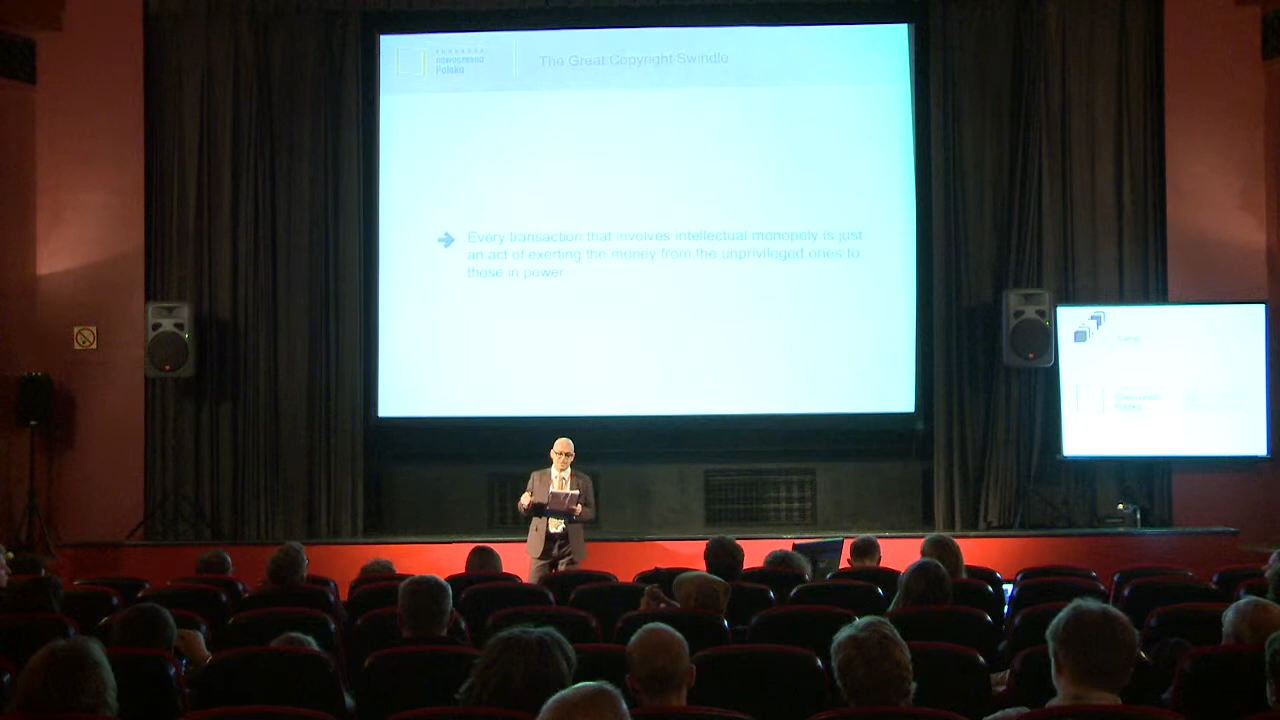 The Great Copyright Swindle
FUNDACJA
nowoczesna
Polska
Every transaction that involves intellectual monopoly is just
an act of exerting the money from the unprivileged ones to
those in power